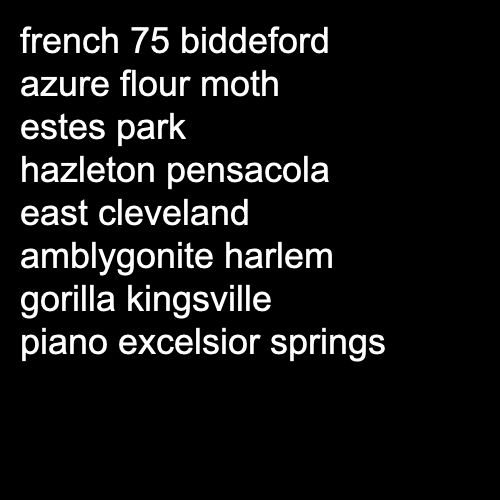 french 75 biddeford
azure flour moth
estes park
hazleton pensacola
east cleveland
amblygonite harlem
gorilla kingsville
piano excelsior springs